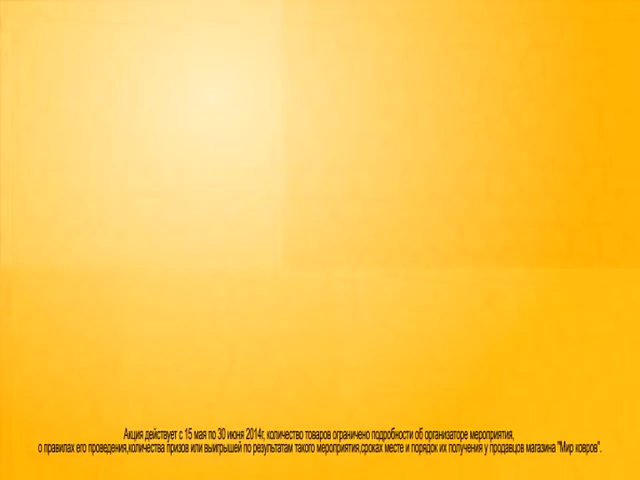 Акция действует с 15 мая по 30 июня 2014г, количество товаров ограничено подробности об организаторе мероприятия,
о правилах его проведения,количества призов или выигрышей по результатам такого мероприятия,сроках месте и порядок их получения у продавцов магазина "Мир ковров".